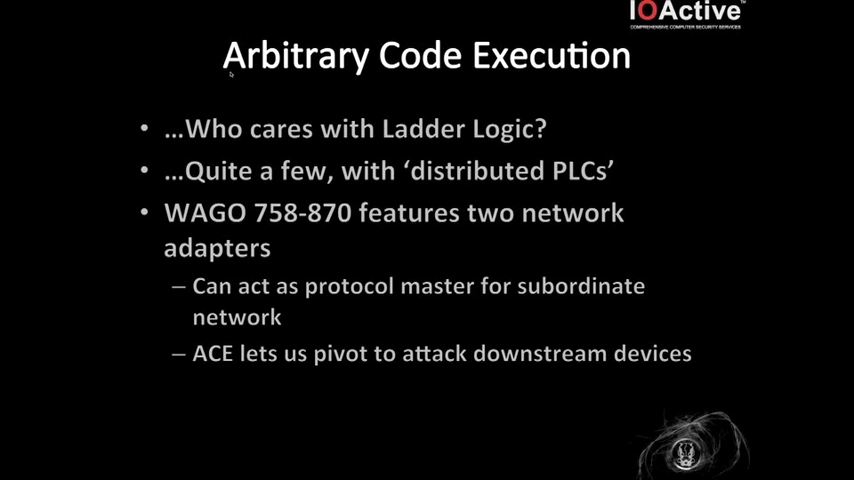 IOActive™
COMPREHENSIVE COMPUTER SECURITY SERVICES
Arbitrary Code Execution
• …Who cares with Ladder Logic?
• …Quite a few, with ‘distributed PLCs’
• WAGO 758-870 features two network
adapters
– Can act as protocol master for subordinate
network
– ACE lets us pivot to attack downstream devices